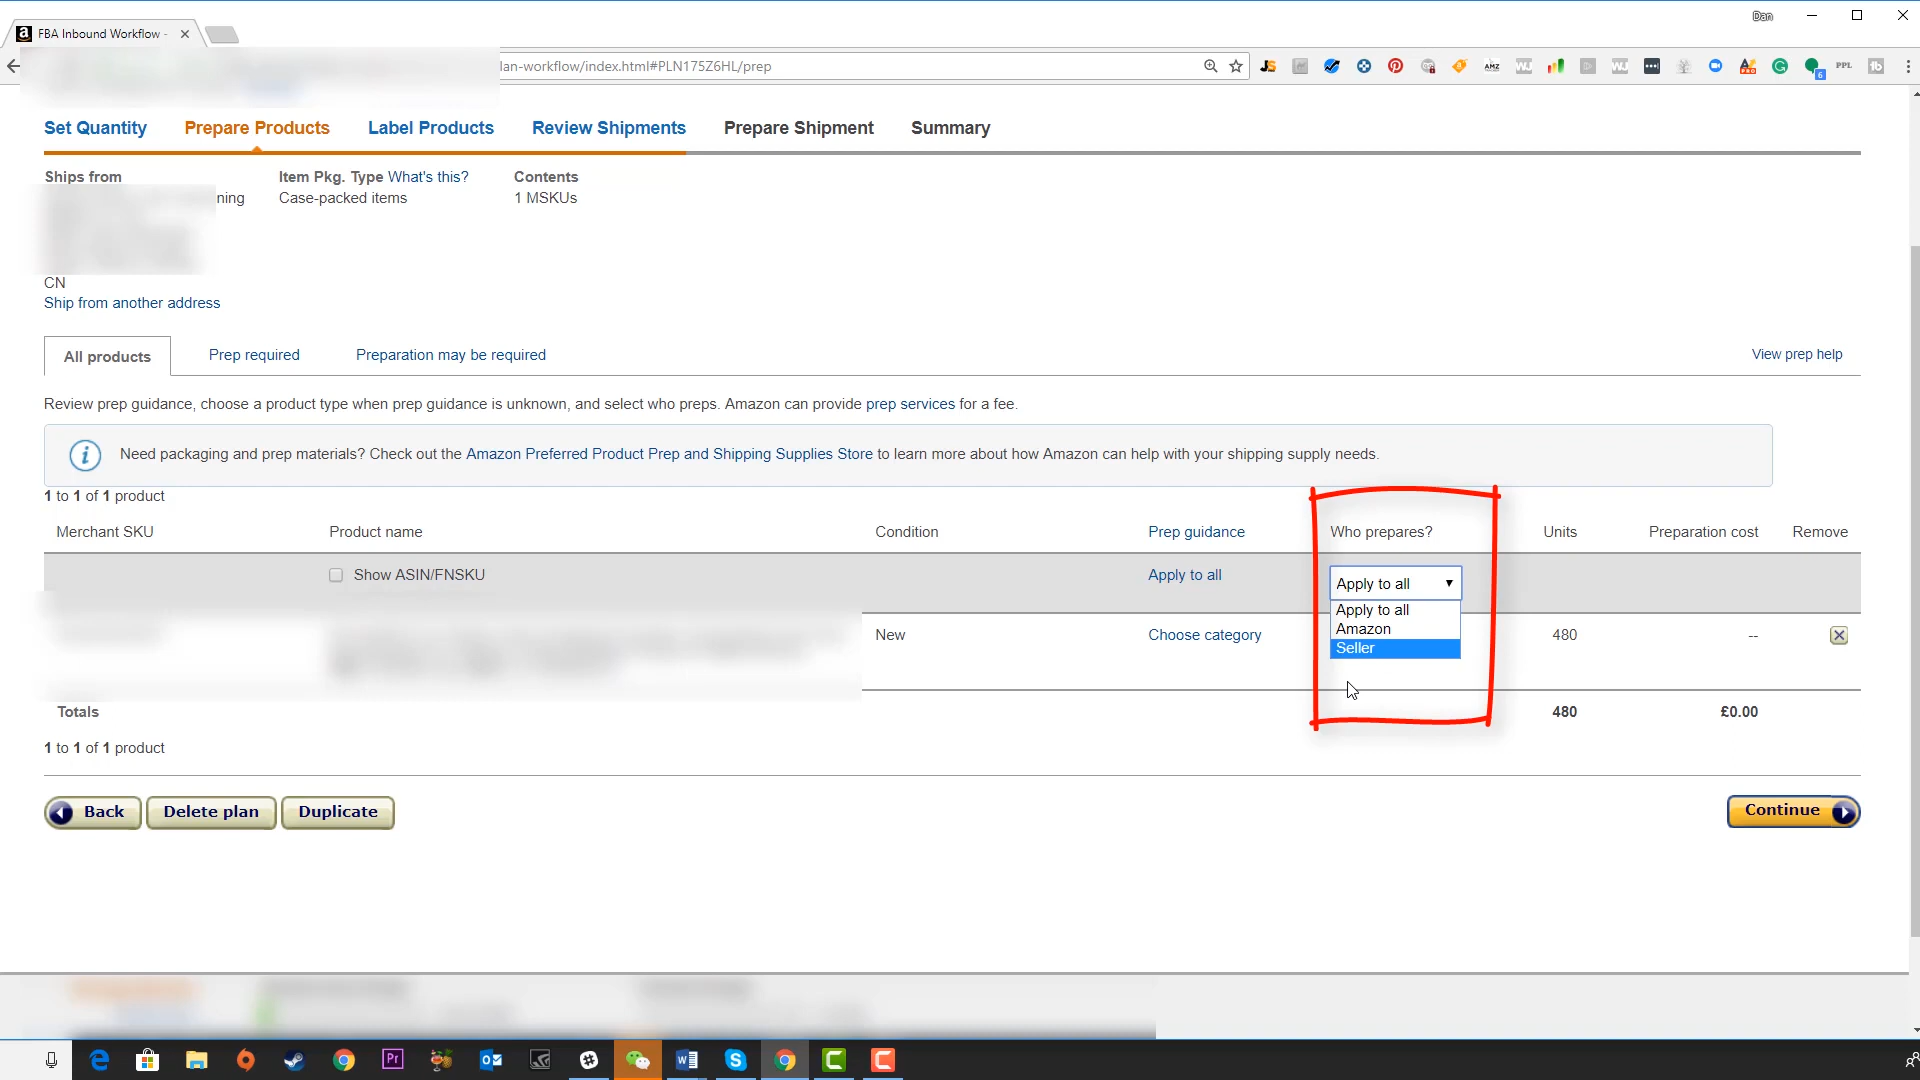 Dan
FBA Inbound Workflow -
lan-workflow/index.html#PLN175Z6HL/prep
Set Quantity
Prepare Products
Label Products
Review Shipments
Prepare Shipment
Summary
Ships from
ning
CN
Ship from another address
Item Pkg. Type What's this?
Case-packed items
Contents
1 MSKUs
All products
Prep required
Preparation may be required
View prep help
Review prep guidance, choose a product type when prep guidance is unknown, and select who preps. Amazon can provide prep services for a fee.
Need packaging and prep materials? Check out the Amazon Preferred Product Prep and Shipping Supplies Store to learn more about how Amazon can help with your shipping supply needs.
1 to 1 of 1 product
Merchant SKU
Product name
Condition
Prep guidance
Who prepares?
Units
Preparation cost
Remove
Show ASIN/FNSKU
Apply to all
Apply to all
Apply to all
Amazon
Seller
New
Choose category
480
--
Totals
480
£0.00
1 to 1 of 1 product
Back
Delete plan
Duplicate
Continue